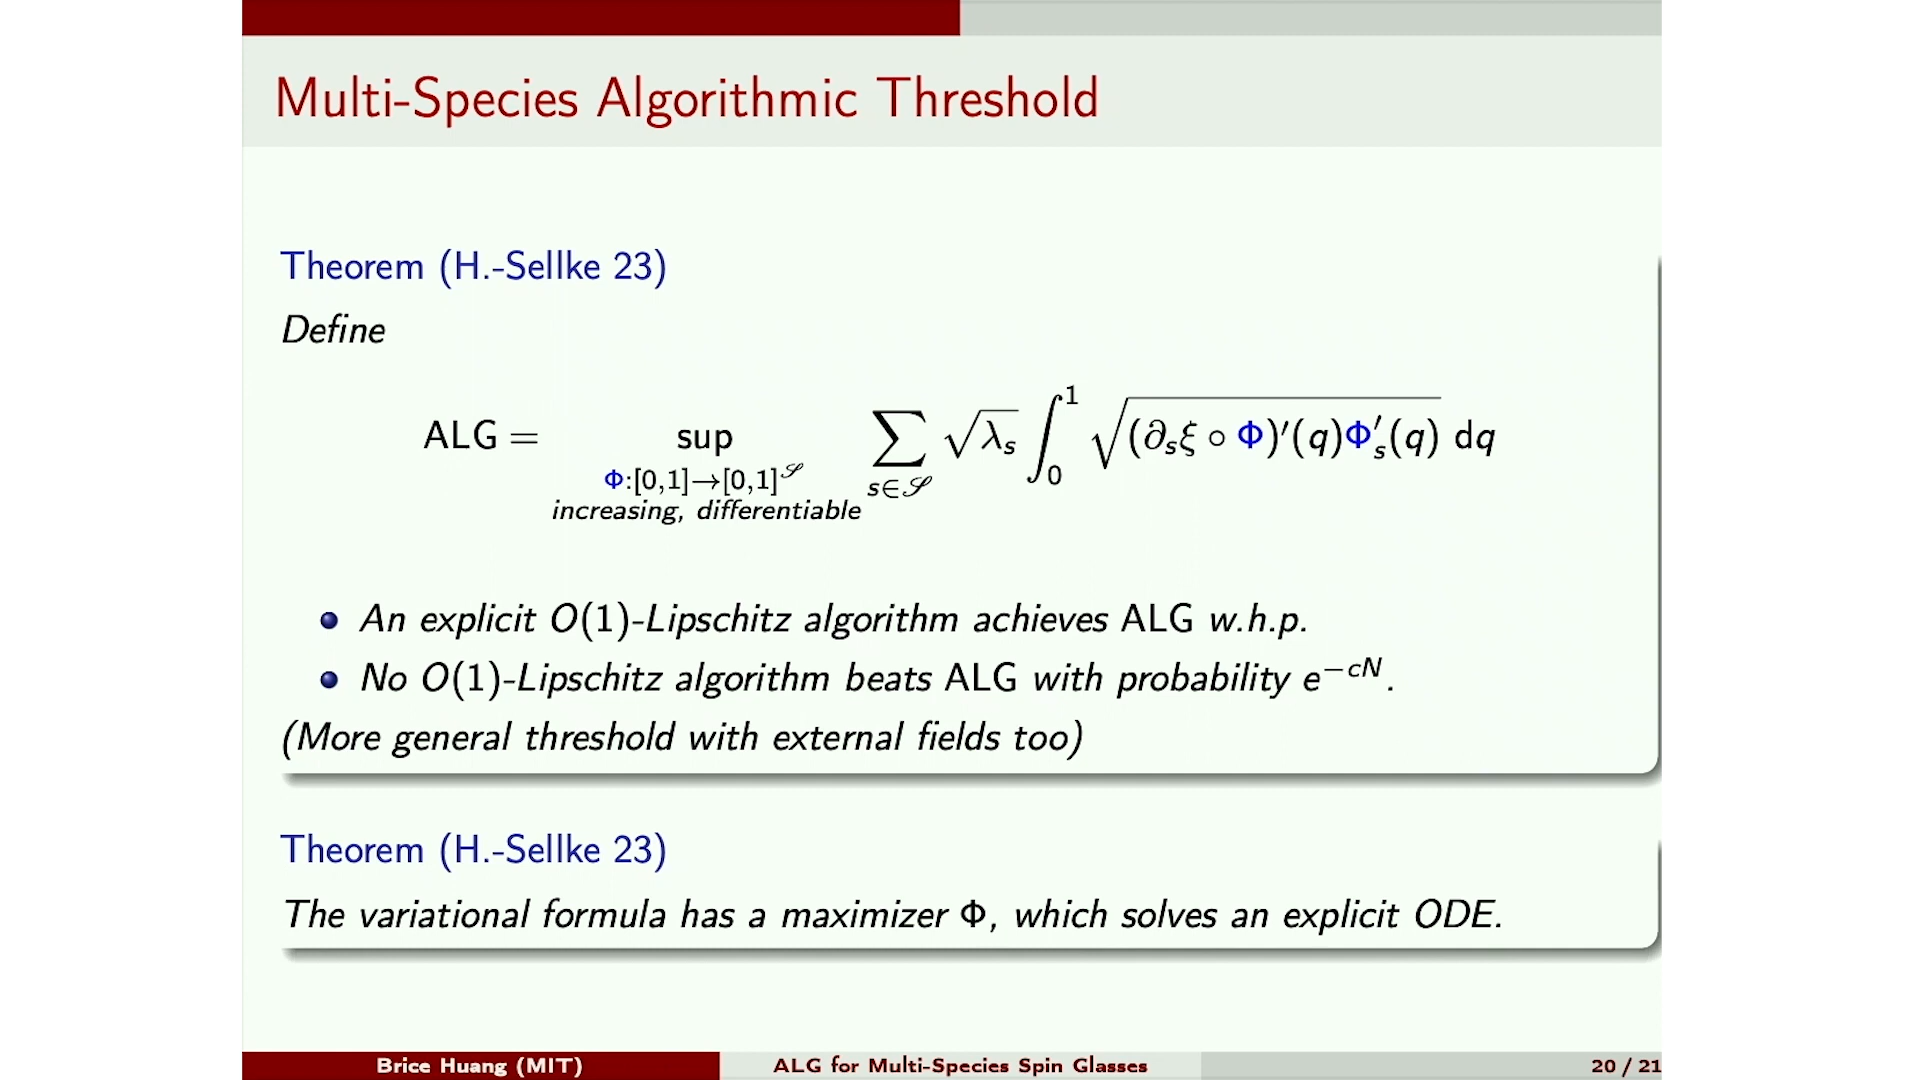 Multi-Species Algorithmic Threshold
Theorem (H.-Sellke 23)
Define
ALG = sup_{Φ:[0,1]→[0,1]^𝒮 increasing, differentiable} ∑_{s∈𝒮} √λ_s ∫_0^1 √((∂_sξ ∘ Φ)′(q)Φ′_s(q)) dq
• An explicit O(1)-Lipschitz algorithm achieves ALG w.h.p.
• No O(1)-Lipschitz algorithm beats ALG with probability e^{−cN}.
(More general threshold with external fields too)
Theorem (H.-Sellke 23)
The variational formula has a maximizer Φ, which solves an explicit ODE.
Brice Huang (MIT) ALG for Multi-Species Spin Glasses 20 / 21